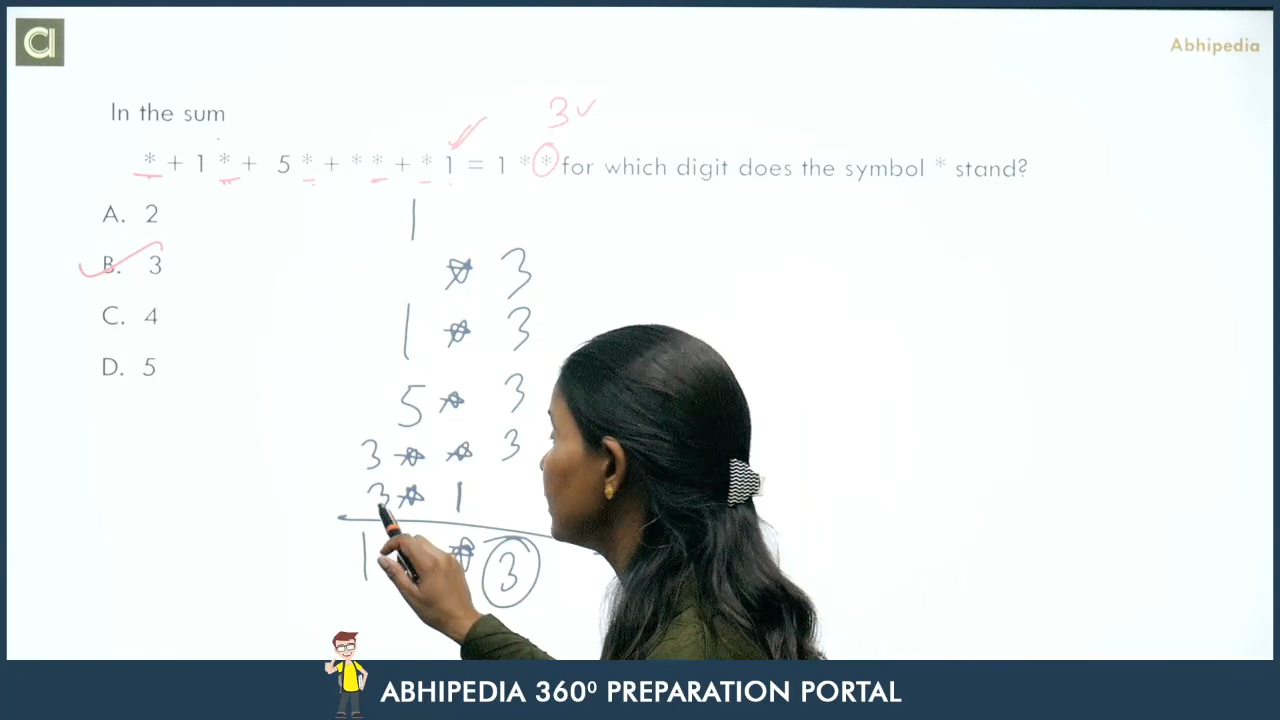 Abhipedia
In the sum
3 ✓
* + 1 * + 5 * + * * + * 1 = 1 * * for which digit does the symbol * stand?
A. 2
1
B. 3
* 3
C. 4
1 * 3
D. 5
5 * 3
3 * * 3
3 * 1
1 * 3
ABHIPEDIA 360⁰ PREPARATION PORTAL